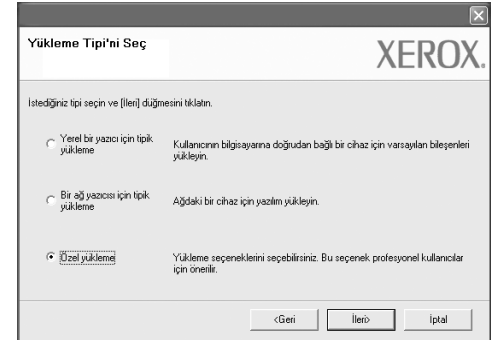 Yükleme Tipi'ni Seç
XEROX.
İstediğiniz tipi seçin ve [İleri] düğmesini tıklatın.
Yerel bir yazıcı için tipik
yükleme
Kullanıcının bilgisayarına doğrudan bağlı bir cihaz için varsayılan bileşenleri
yükleyin.
Bir ağ yazıcısı için tipik
yükleme
Ağdaki bir cihaz için yazılım yükleyin.
Özel yükleme
Yükleme seçeneklerini seçebilirsiniz. Bu seçenek profesyonel kullanıcılar
için önerilir.
<Geri
İleri>
İptal